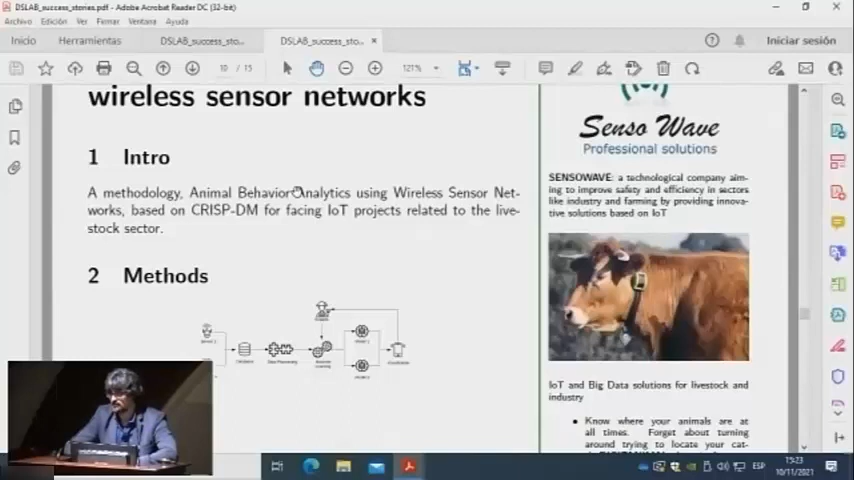 DSLAB_success_stories.pdf - Adobe Acrobat Reader DC (32-bit)
Archivo Edición Ver Firmar Ventana Ayuda
Inicio Herramientas DSLAB_success_sto... DSLAB_success_sto... × Iniciar sesión
10 / 15 121%
wireless sensor networks
1 Intro
A methodology, Animal Behavior Analytics using Wireless Sensor Net-
works, based on CRISP-DM for facing IoT projects related to the live-
stock sector.
2 Methods
Senso Wave
Professional solutions
SENSOWAVE: a technological company aim-
ing to improve safety and efficiency in sectors
like industry and farming by providing innova-
tive solutions based on IoT
IoT and Big Data solutions for livestock and
industry
• Know where your animals are at
all times. Forget about turning
around trying to locate your cat-
ESP
15:23
10/11/2021